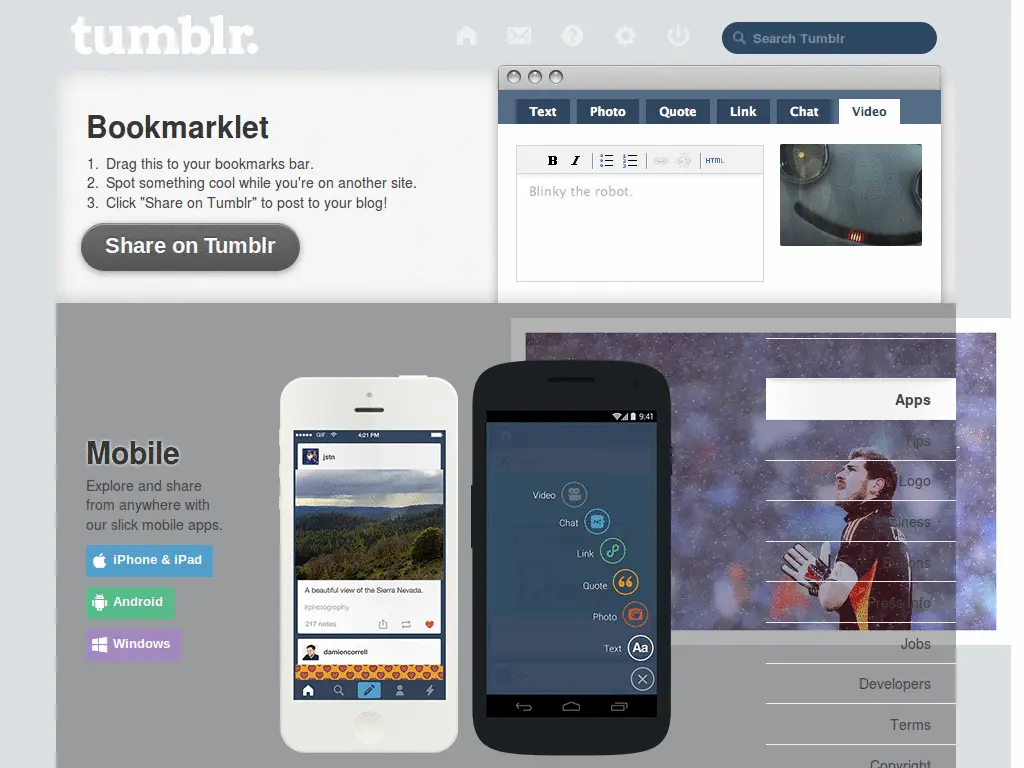 tumblr.
Search Tumblr
Bookmarklet
1. Drag this to your bookmarks bar.
2. Spot something cool while you're on another site.
3. Click "Share on Tumblr" to post to your blog!
Share on Tumblr
Text Photo Quote Link Chat Video
B I HTML
Blinky the robot.
Mobile
Explore and share
from anywhere with
our slick mobile apps.
iPhone & iPad
Android
Windows
GIF 4:21 PM
jstn
A beautiful view of the Sierra Nevada.
#photography
217 notes
damiencorrell
9:41
Video
Chat
Link
Quote
Photo
Text Aa
About
Apps
Tips
Logo
Business
Buttons
Press Info
Jobs
Developers
Terms
Copyright